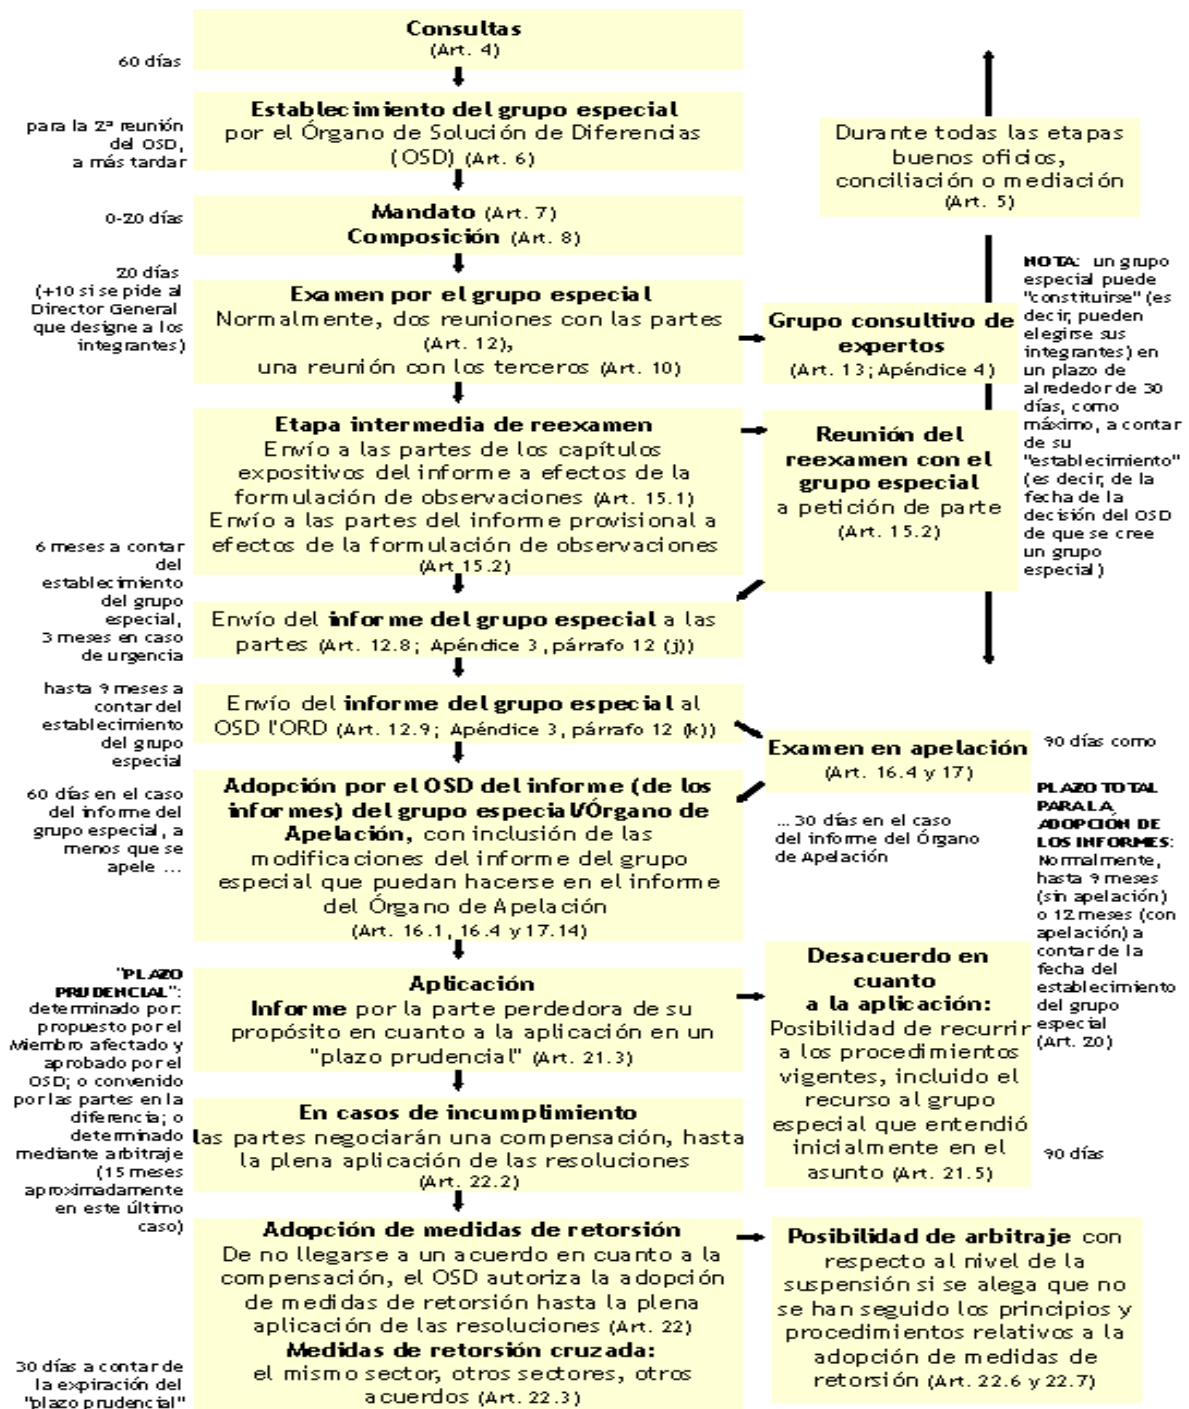 Consultas
(Art. 4)
60 días
Establecimiento del grupo especial
por el Órgano de Solución de Diferencias
(OSD) (Art. 6)
para la 2ª reunión
del OSD,
a más tardar
Durante todas las etapas
buenos oficios,
conciliación o mediación
(Art. 5)
0-20 días
Mandato (Art. 7)
Composición (Art. 8)
20 días
(+10 si se pide al
Director General
que designe a los
integrantes)
Examen por el grupo especial
Normalmente, dos reuniones con las partes
(Art. 12),
una reunión con los terceros (Art. 10)
Grupo consultivo de
expertos
(Art. 13; Apéndice 4)
NOTA: un grupo
especial puede
"constituirse" (es
decir, pueden
elegirse sus
integrantes) en
un plazo de
alrededor de 30
días, como
máximo, a contar
de su
"establecimiento"
(es decir, de la
fecha de la
decisión del OSD
de que se cree
un grupo
especial)
Etapa intermedia de reexamen
Envío a las partes de los capítulos
expositivos del informe a efectos de la
formulación de observaciones (Art. 15.1)
Envío a las partes del informe provisional a
efectos de la formulación de observaciones
(Art 15.2)
Reunión del
reexamen con el
grupo especial
a petición de parte
(Art. 15.2)
6 meses a contar
del
establecimiento
del grupo
especial,
3 meses en caso
de urgencia
Envío del informe del grupo especial a las
partes (Art. 12.8; Apéndice 3, párrafo 12 (j))
hasta 9 meses a
contar del
establecimiento
del grupo
especial
Envío del informe del grupo especial al
OSD l'ORD (Art. 12.9; Apéndice 3, párrafo 12 (k))
Examen en apelación
(Art. 16.4 y 17)
90 días como
60 días en el caso
del informe del
grupo especial, a
menos que se
apele ...
Adopción por el OSD del informe (de los
informes) del grupo especial/Órgano de
Apelación, con inclusión de las
modificaciones del informe del grupo
especial que puedan hacerse en el informe
del Órgano de Apelación
(Art. 16.1, 16.4 y 17.14)
... 30 días en el caso
del informe del Órgano
de Apelación
PLAZO TOTAL
PARA LA
ADOPCIÓN DE
LOS INFORMES:
Normalmente,
hasta 9 meses
(sin apelación)
o 12 meses (con
apelación) a
contar de la
fecha del
establecimiento
del grupo
especial
(Art. 20)
"PLAZO
PRUDENCIAL":
determinado por:
propuesto por el
Miembro afectado y
aprobado por el
OSD; o convenido
por las partes en la
diferencia; o
determinado
mediante arbitraje
(15 meses
aproximadamente
en este último
caso)
Aplicación
Informe por la parte perdedora de su
propósito en cuanto a la aplicación en un
"plazo prudencial" (Art. 21.3)
Desacuerdo en
cuanto
a la aplicación:
Posibilidad de recurrir
a los procedimientos
vigentes, incluido el
recurso al grupo
especial que entendió
inicialmente en el
asunto (Art. 21.5)
90 días
En casos de incumplimiento
las partes negociarán una compensación, hasta
la plena aplicación de las resoluciones
(Art. 22.2)
Adopción de medidas de retorsión
De no llegarse a un acuerdo en cuanto a la
compensación, el OSD autoriza la adopción
de medidas de retorsión hasta la plena
aplicación de las resoluciones (Art. 22)
Medidas de retorsión cruzada:
el mismo sector, otros sectores, otros
acuerdos (Art. 22.3)
30 días a contar de
la expiración del
"plazo prudencial"
Posibilidad de arbitraje con
respecto al nivel de la
suspensión si se alega que no
se han seguido los principios y
procedimientos relativos a la
adopción de medidas de
retorsión (Art. 22.6 y 22.7)